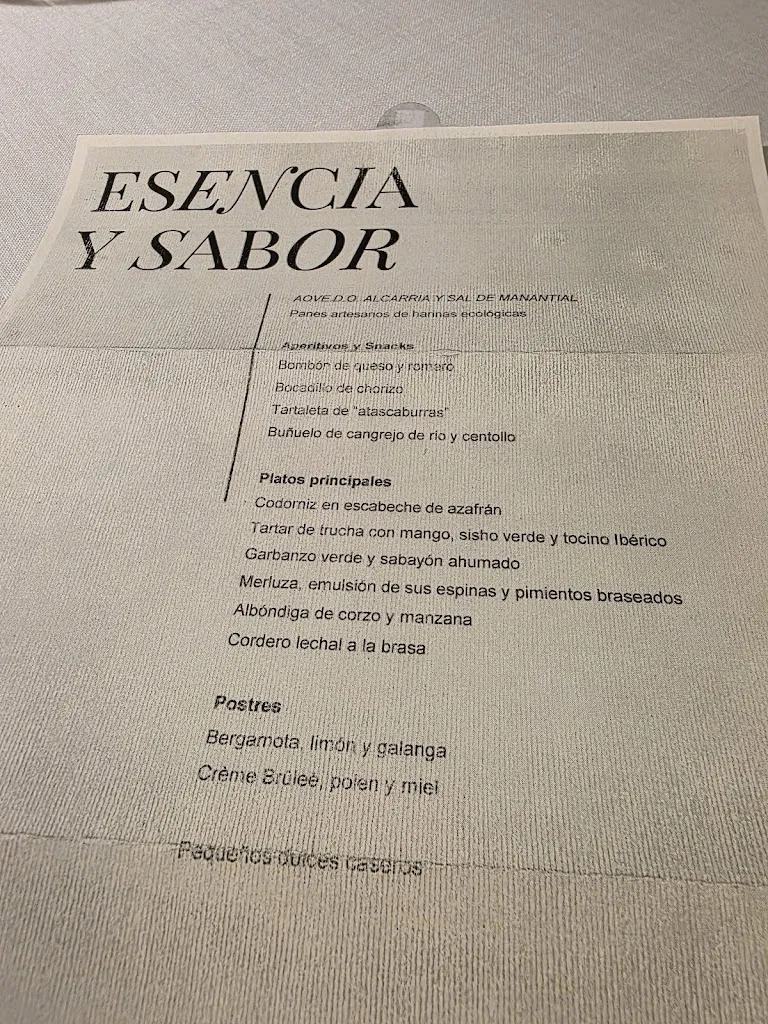 ESENCIA
Y SABOR
AOVE D.O. ALCARRIA Y SAL DE MANANTIAL
Panes artesanos de harinas ecológicas
Aperitivos y Snacks
Bombón de queso y romero
Bocadillo de chorizo
Tartaleta de "atascaburras"
Buñuelo de cangrejo de río y centollo
Platos principales
Codorniz en escabeche de azafrán
Tartar de trucha con mango, sisho verde y tocino Ibérico
Garbanzo verde y sabayón ahumado
Merluza, emulsión de sus espinas y pimientos braseados
Albóndiga de corzo y manzana
Cordero lechal a la brasa
Postres
Bergamota, limón y galanga
Crème Brûleé, polen y miel
Pequeños dulces caseros